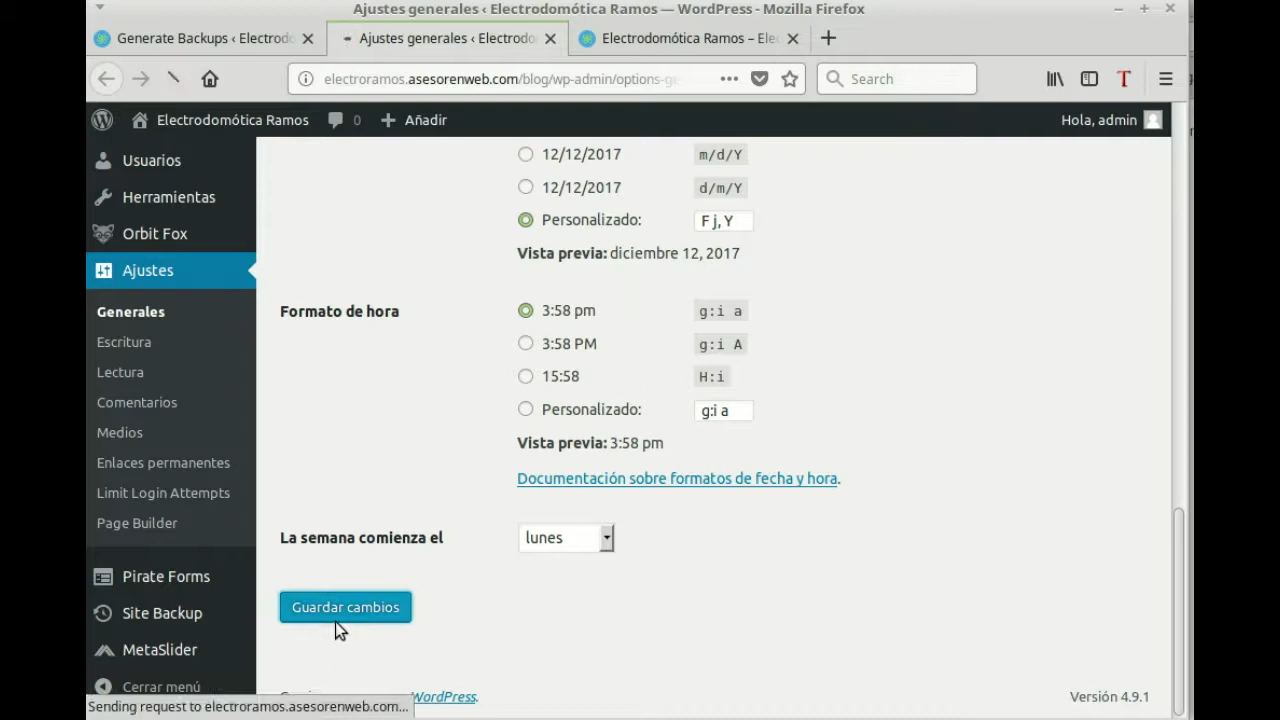 Ajustes generales ‹ Electrodomótica Ramos — WordPress - Mozilla Firefox
Generate Backups ‹ Electrod
Ajustes generales ‹ Electrodo
Electrodomótica Ramos – Ele
electroramos.asesorenweb.com/blog/wp-admin/options-ge
Search
Electrodomótica Ramos 0 Añadir Hola, admin
Usuarios
Herramientas
Orbit Fox
Ajustes
Generales
Escritura
Lectura
Comentarios
Medios
Enlaces permanentes
Limit Login Attempts
Page Builder
Pirate Forms
Site Backup
MetaSlider
Cerrar menú
12/12/2017 m/d/Y
12/12/2017 d/m/Y
Personalizado: F j, Y
Vista previa: diciembre 12, 2017
Formato de hora
3:58 pm g:i a
3:58 PM g:i A
15:58 H:i
Personalizado: g:i a
Vista previa: 3:58 pm
Documentación sobre formatos de fecha y hora.
La semana comienza el lunes
Guardar cambios
WordPress.
Versión 4.9.1
Sending request to electroramos.asesorenweb.com...